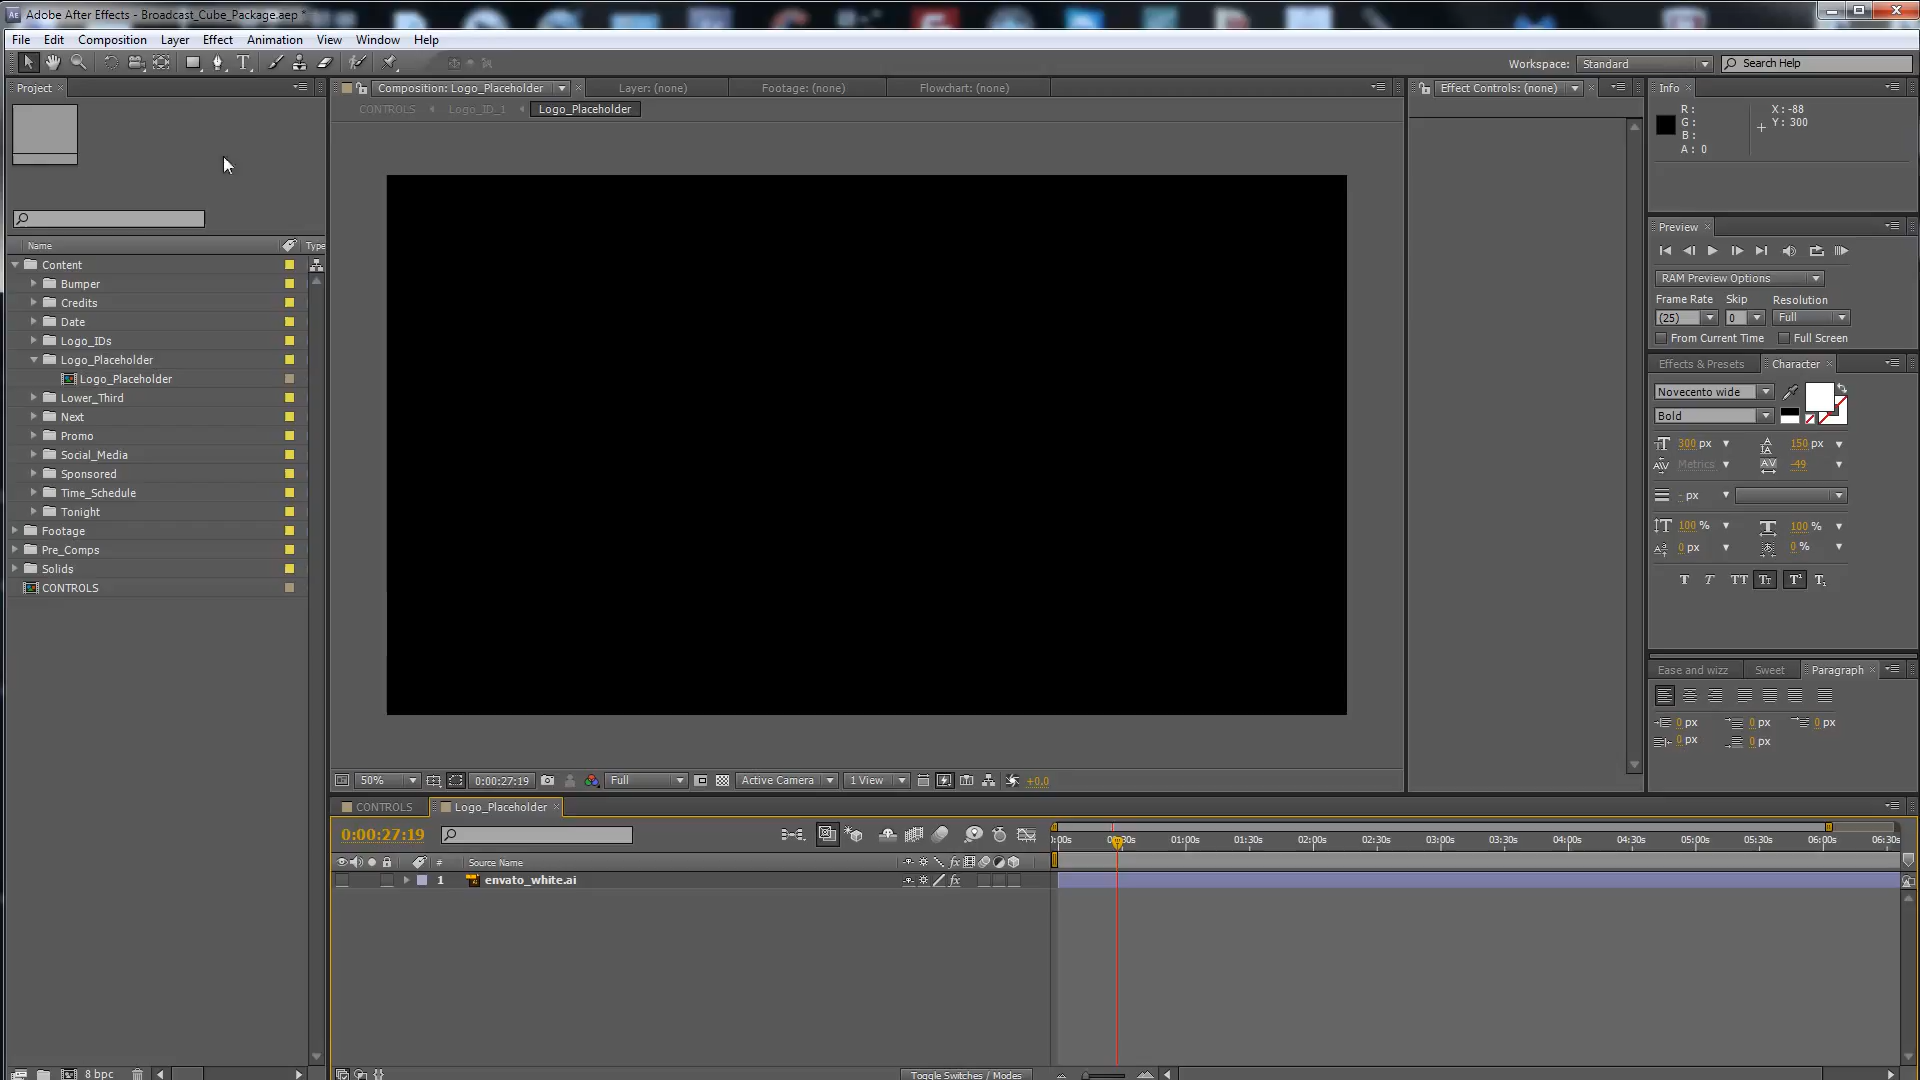 Adobe After Effects - Broadcast_Cube_Package.aep *
File Edit Composition Layer Effect Animation View Window Help
Workspace: Standard Search Help
Project
Composition: Logo_Placeholder Layer: (none) Footage: (none) Flowchart: (none)
CONTROLS Logo_ID_1 Logo_Placeholder
Effect Controls: (none)
Info
R:
G:
B:
A: 0
X: -88
Y: 300
Name Type
Content
Bumper
Credits
Date
Logo_IDs
Logo_Placeholder
Logo_Placeholder
Lower_Third
Next
Promo
Social_Media
Sponsored
Time_Schedule
Tonight
Footage
Pre_Comps
Solids
CONTROLS
8 bpc
Preview
RAM Preview Options
Frame Rate Skip Resolution
(25) 0 Full
From Current Time Full Screen
Effects & Presets Character
Novecento wide
Bold
300 px 150 px
Metrics -49
- px
100 % 100 %
0 px 0 %
Ease and wizz Sweet Paragraph
0 px 0 px 0 px
0 px 0 px
50% 0:00:27:19 Full Active Camera 1 View +0.0
CONTROLS Logo_Placeholder
0:00:27:19
:00s 00:30s 01:00s 01:30s 02:00s 02:30s 03:00s 03:30s 04:00s 04:30s 05:00s 05:30s 06:00s 06:30s
# Source Name
1 envato_white.ai
Toggle Switches / Modes